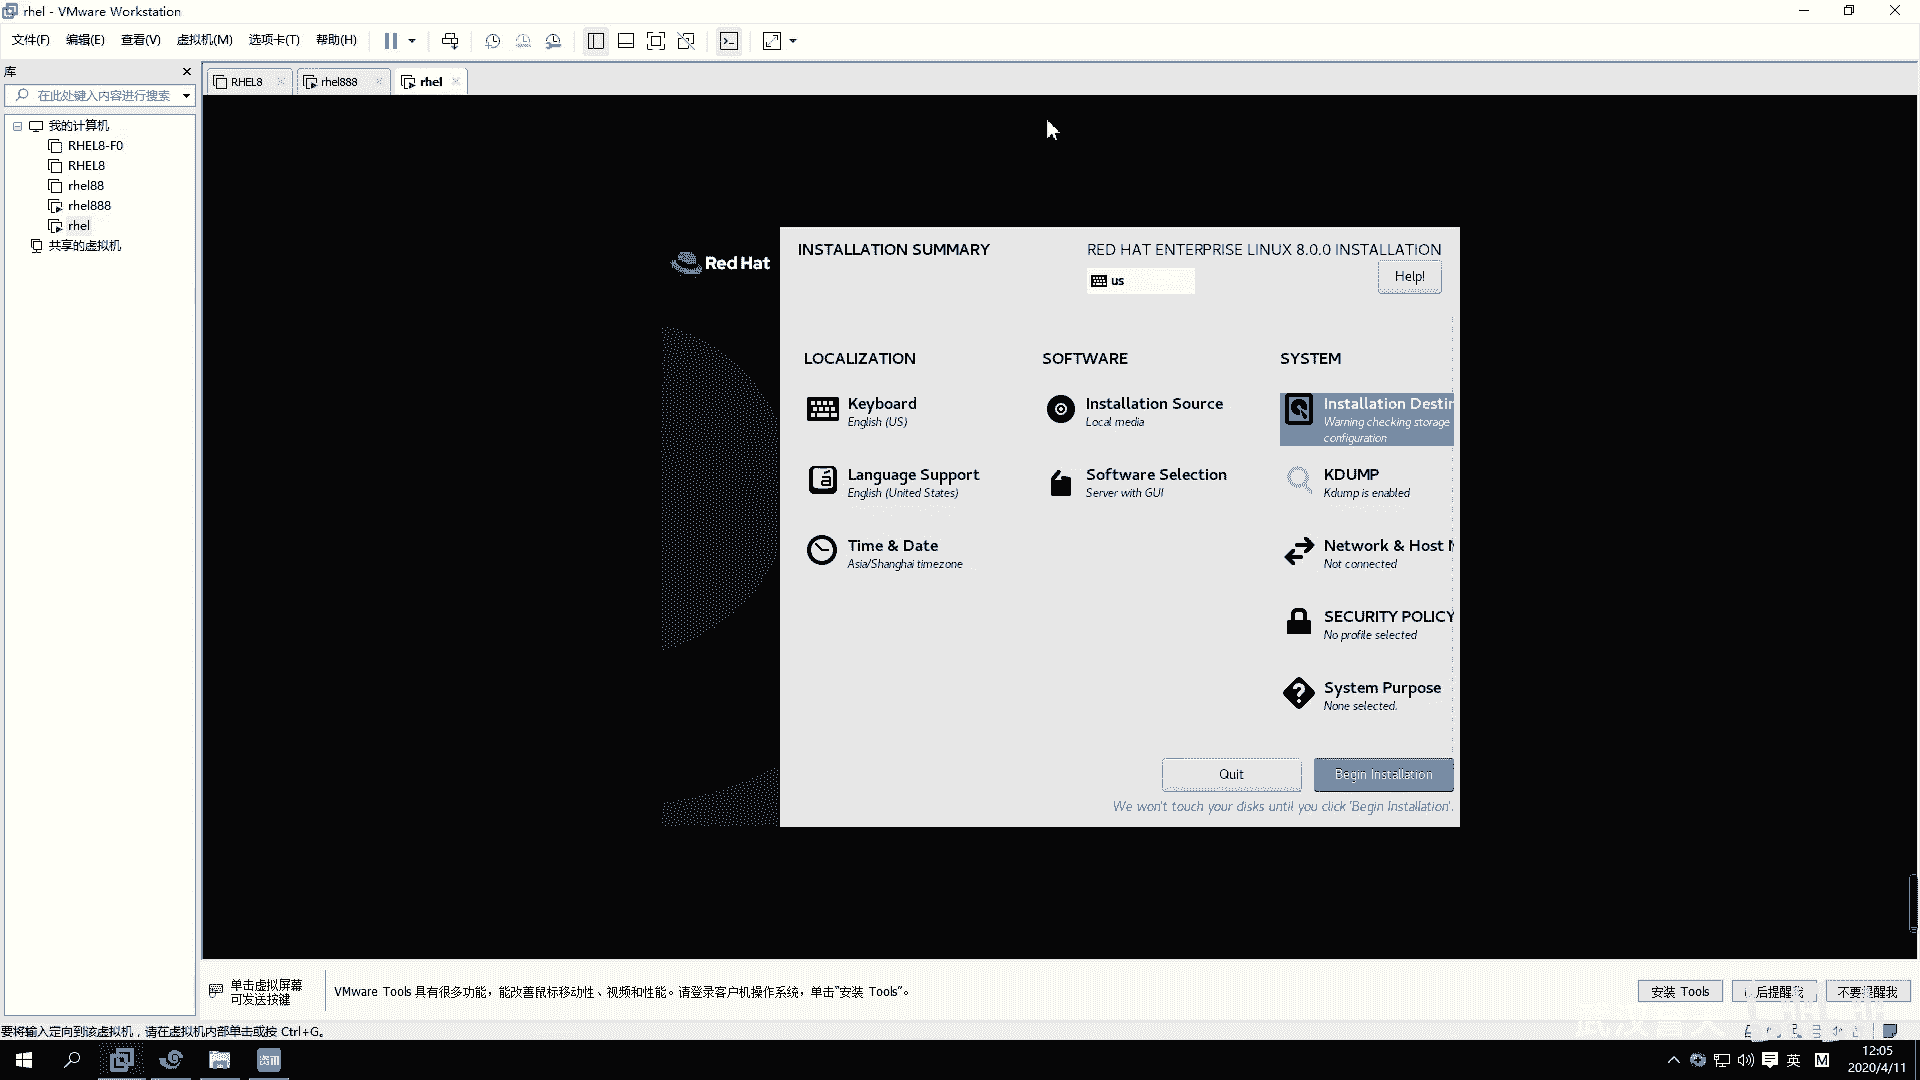 rhel - VMware Workstation
文件(F) 编辑(E) 查看(V) 虚拟机(M) 选项卡(T) 帮助(H)
库
在此处键入内容进行搜索
我的计算机
RHEL8-F0
RHEL8
rhel88
rhel888
rhel
共享的虚拟机
RHEL8 rhel888 rhel
Red Hat
INSTALLATION SUMMARY
RED HAT ENTERPRISE LINUX 8.0.0 INSTALLATION
us
Help!
LOCALIZATION
Keyboard
English (US)
Language Support
English (United States)
Time & Date
Asia/Shanghai timezone
SOFTWARE
Installation Source
Local media
Software Selection
Server with GUI
SYSTEM
Installation Destin
Warning checking storage
configuration
KDUMP
Kdump is enabled
Network & Host N
Not connected
SECURITY POLICY
No profile selected
System Purpose
None selected.
Quit
Begin Installation
We won't touch your disks until you click 'Begin Installation'.
单击虚拟屏幕
可发送按键
VMware Tools 具有很多功能，能改善鼠标移动性、视频和性能。请登录客户机操作系统，单击“安装 Tools”。
安装 Tools
后提醒我
不要提醒我
要将输入定向到该虚拟机，请在虚拟机内部单击或按 Ctrl+G。
资讯
英
M
12:05
2020/4/11